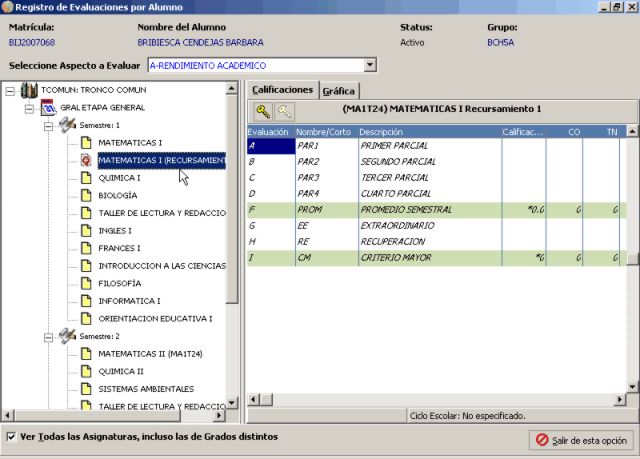 Registro de Evaluaciones por Alumno
Matrícula: Nombre del Alumno Status: Grupo:
BIJ2007068 BRIBIESCA CENDEJAS BARBARA Activo BCH5A
Seleccione Aspecto a Evaluar A-RENDIMIENTO ACADEMICO
TCOMUN: TRONCO COMUN
GRAL ETAPA GENERAL
Semestre: 1
MATEMATICAS I
MATEMATICAS I (RECURSAMIENT
QUIMICA I
BIOLOGÍA
TALLER DE LECTURA Y REDACCIO
INGLES I
FRANCES I
INTRODUCCION A LAS CIENCIAS
FILOSOFÍA
INFORMATICA I
ORIENTIACION EDUCATIVA I
Semestre: 2
MATEMATICAS II (MA1T24)
QUIMICA II
SISTEMAS AMBIENTALES
TALLER DE LECTURA Y REDACCIO
Calificaciones Gráfica
(MA1T24) MATEMATICAS I Recursamiento 1
Evaluación Nombre/Corto Descripción Calificac... CO TN
A PAR1 PRIMER PARCIAL
B PAR2 SEGUNDO PARCIAL
C PAR3 TERCER PARCIAL
D PAR4 CUARTO PARCIAL
F PROM PROMEDIO SEMESTRAL *0.0 0 0
G EE EXTRAORDINARIO
H RE RECUPERACION
I CM CRITERIO MAYOR *0 0 0
Ciclo Escolar: No especificado.
Ver Todas las Asignaturas, incluso las de Grados distintos
Salir de esta opción